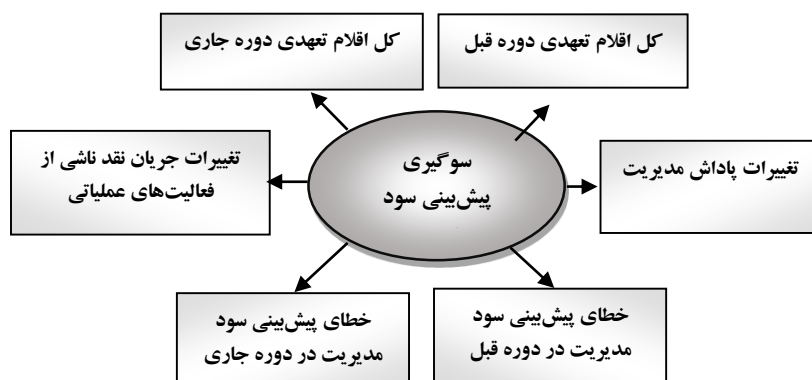 کل اقلام تعهدی دوره قبل
کل اقلام تعهدی دوره جاری
سوگیری
پیش‌بینی سود
تغییرات پاداش مدیریت
تغییرات جریان نقد ناشی از
فعالیت‌های عملیاتی
خطای پیش‌بینی سود
مدیریت در دوره قبل
خطای پیش‌بینی سود
مدیریت در دوره جاری